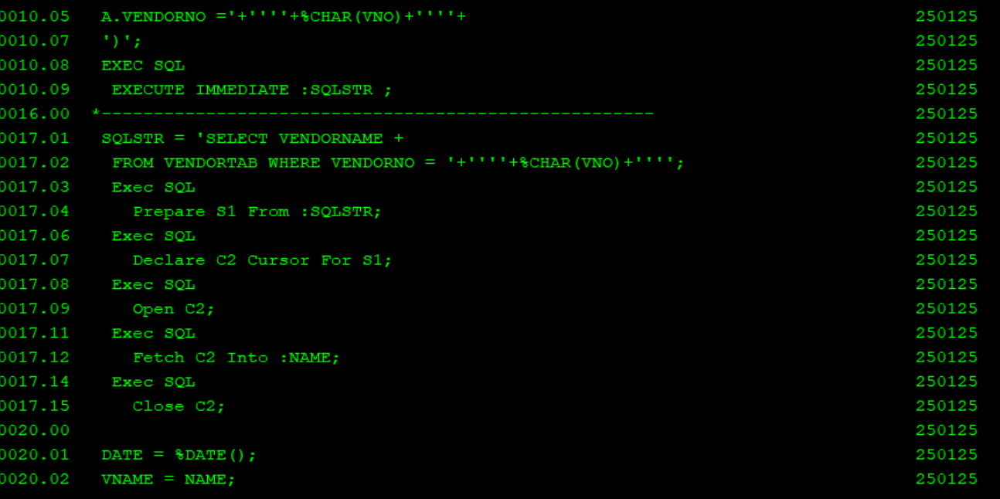 0010.05   A.VENDORNO ='+''''+%CHAR(VNO)+''''+   250125
0010.07   ')';   250125
0010.08   EXEC SQL   250125
0010.09    EXECUTE IMMEDIATE :SQLSTR ;   250125
0016.00  *-----------------------------------------------------   250125
0017.01   SQLSTR = 'SELECT VENDORNAME +   250125
0017.02    FROM VENDORTAB WHERE VENDORNO = '+''''+%CHAR(VNO)+'''';   250125
0017.03    Exec SQL   250125
0017.04      Prepare S1 From :SQLSTR;   250125
0017.06    Exec SQL   250125
0017.07      Declare C2 Cursor For S1;   250125
0017.08    Exec SQL   250125
0017.09      Open C2;   250125
0017.11    Exec SQL   250125
0017.12      Fetch C2 Into :NAME;   250125
0017.14    Exec SQL   250125
0017.15      Close C2;   250125
0020.00   250125
0020.01   DATE = %DATE();   250125
0020.02   VNAME = NAME;   250125